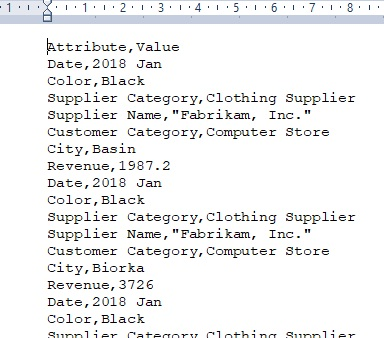 1 1 2 3 4 5 6 7 8
Attribute,Value
Date,2018 Jan
Color,Black
Supplier Category,Clothing Supplier
Supplier Name,"Fabrikam, Inc."
Customer Category,Computer Store
City,Basin
Revenue,1987.2
Date,2018 Jan
Color,Black
Supplier Category,Clothing Supplier
Supplier Name,"Fabrikam, Inc."
Customer Category,Computer Store
City,Biorka
Revenue,3726
Date,2018 Jan
Color,Black
Supplier Category,Clothing Supplier